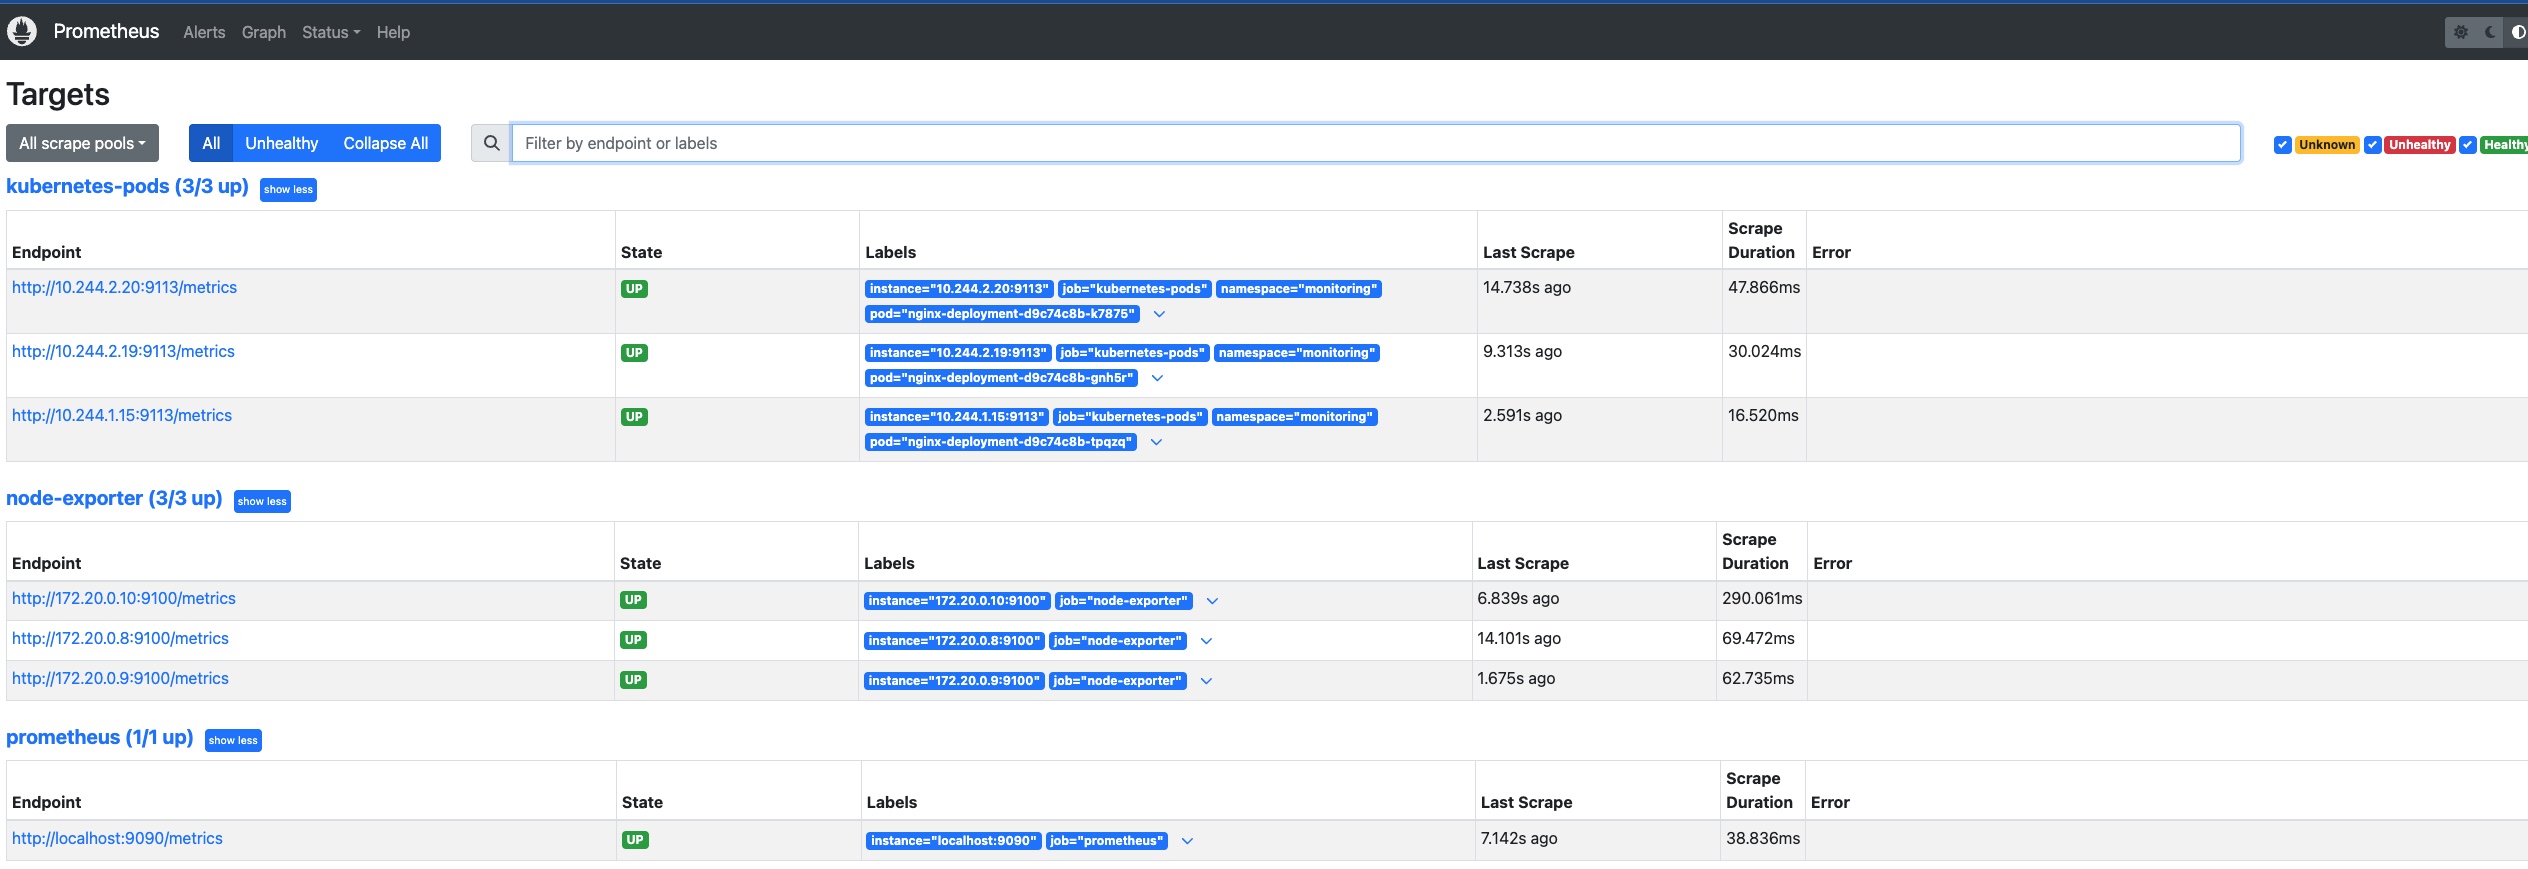 Prometheus Alerts Graph Status Help
Targets
All scrape pools All Unhealthy Collapse All Filter by endpoint or labels Unknown Unhealthy Healthy
kubernetes-pods (3/3 up) show less
Endpoint State Labels Last Scrape Scrape Duration Error
http://10.244.2.20:9113/metrics UP instance="10.244.2.20:9113" job="kubernetes-pods" namespace="monitoring" 14.738s ago 47.866ms
pod="nginx-deployment-d9c74c8b-k7875"
http://10.244.2.19:9113/metrics UP instance="10.244.2.19:9113" job="kubernetes-pods" namespace="monitoring" 9.313s ago 30.024ms
pod="nginx-deployment-d9c74c8b-gnh5r"
http://10.244.1.15:9113/metrics UP instance="10.244.1.15:9113" job="kubernetes-pods" namespace="monitoring" 2.591s ago 16.520ms
pod="nginx-deployment-d9c74c8b-tpqzq"
node-exporter (3/3 up) show less
Endpoint State Labels Last Scrape Scrape Duration Error
http://172.20.0.10:9100/metrics UP instance="172.20.0.10:9100" job="node-exporter" 6.839s ago 290.061ms
http://172.20.0.8:9100/metrics UP instance="172.20.0.8:9100" job="node-exporter" 14.101s ago 69.472ms
http://172.20.0.9:9100/metrics UP instance="172.20.0.9:9100" job="node-exporter" 1.675s ago 62.735ms
prometheus (1/1 up) show less
Endpoint State Labels Last Scrape Scrape Duration Error
http://localhost:9090/metrics UP instance="localhost:9090" job="prometheus" 7.142s ago 38.836ms